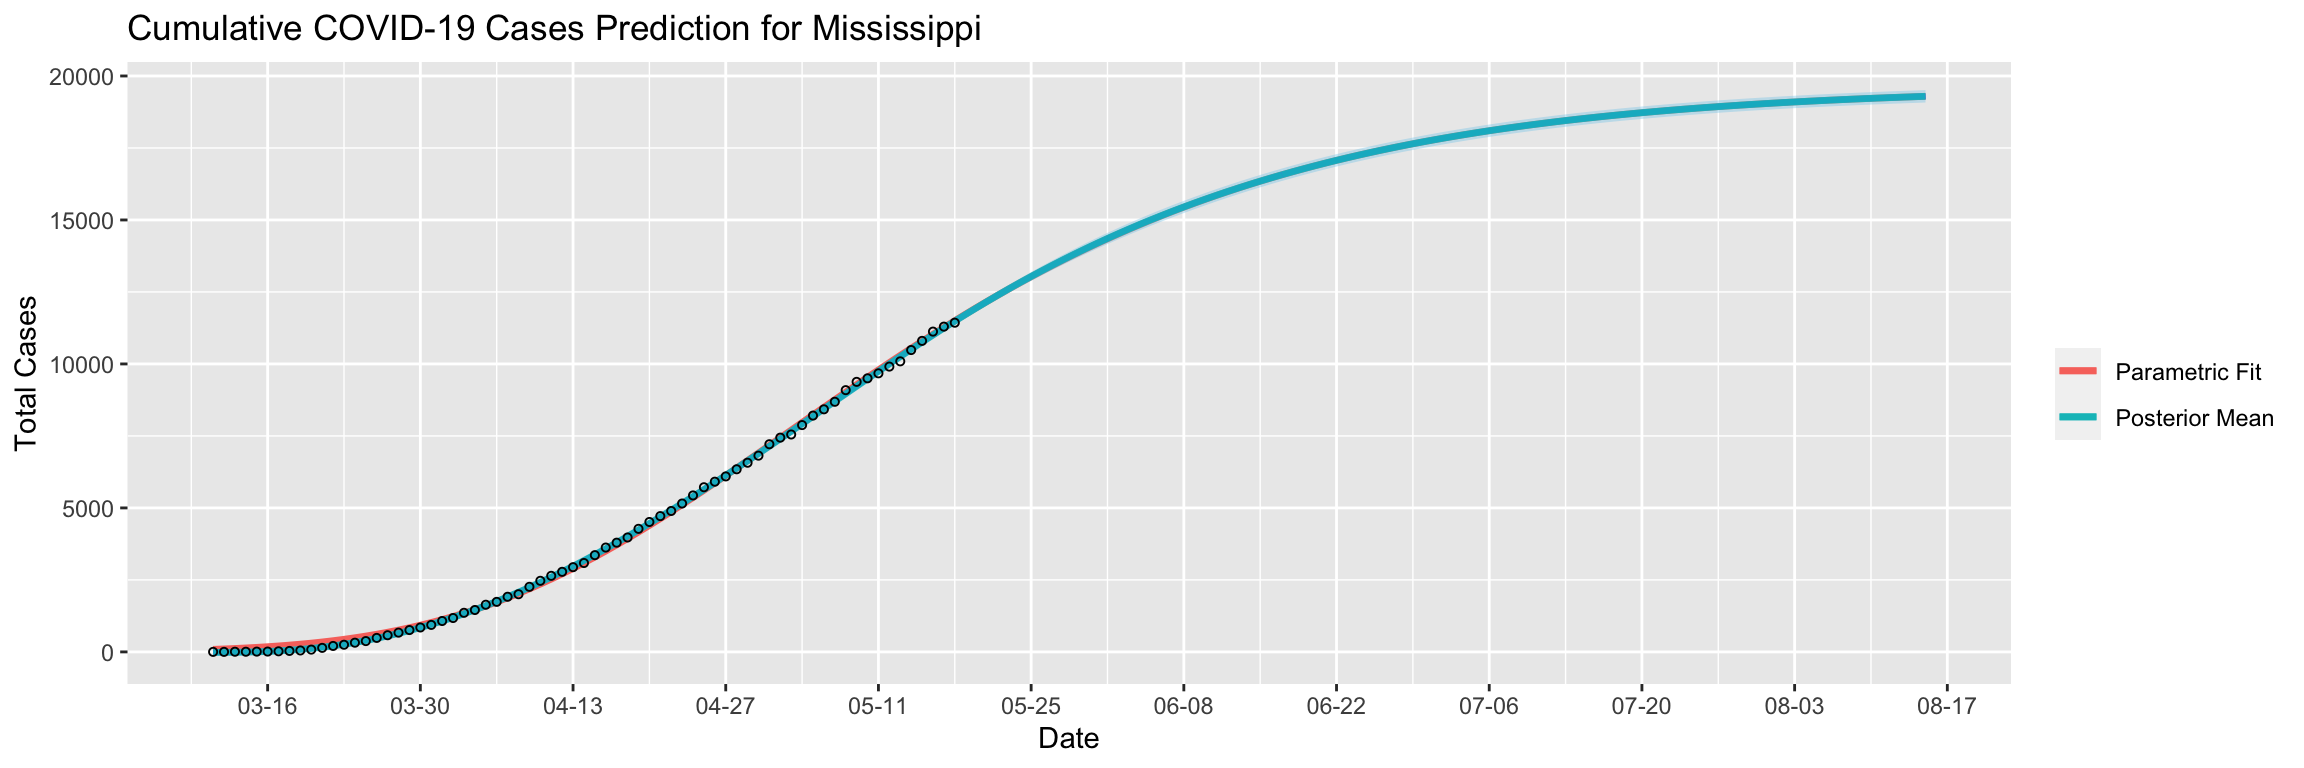 Cumulative COVID-19 Cases Prediction for Mississippi
20000
15000
10000
5000
0
Total Cases
03-16 03-30 04-13 04-27 05-11 05-25 06-08 06-22 07-06 07-20 08-03 08-17
Date
Parametric Fit
Posterior Mean